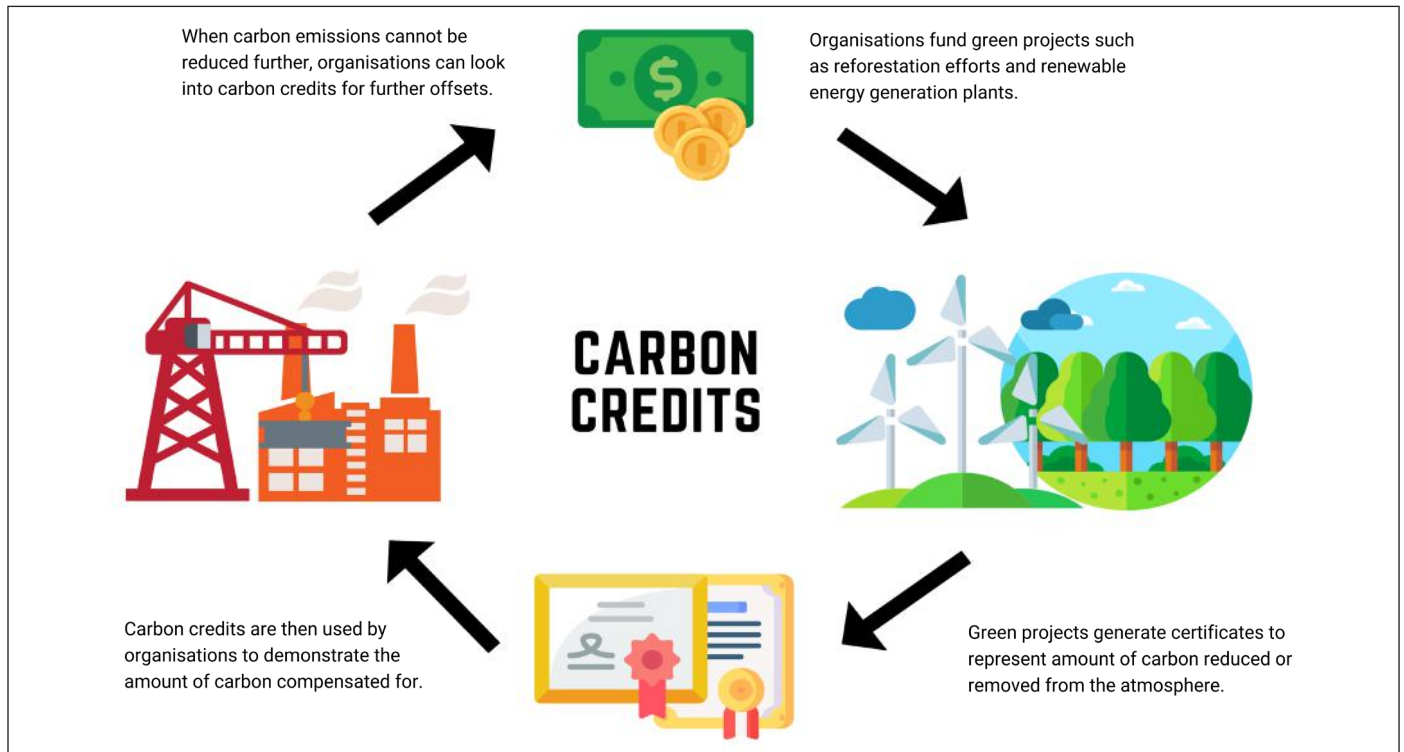 When carbon emissions cannot be
reduced further, organisations can look
into carbon credits for further offsets.
Organisations fund green projects such
as reforestation efforts and renewable
energy generation plants.
$
CARBON
CREDITS
Carbon credits are then used by
organisations to demonstrate the
amount of carbon compensated for.
Green projects generate certificates to
represent amount of carbon reduced or
removed from the atmosphere.